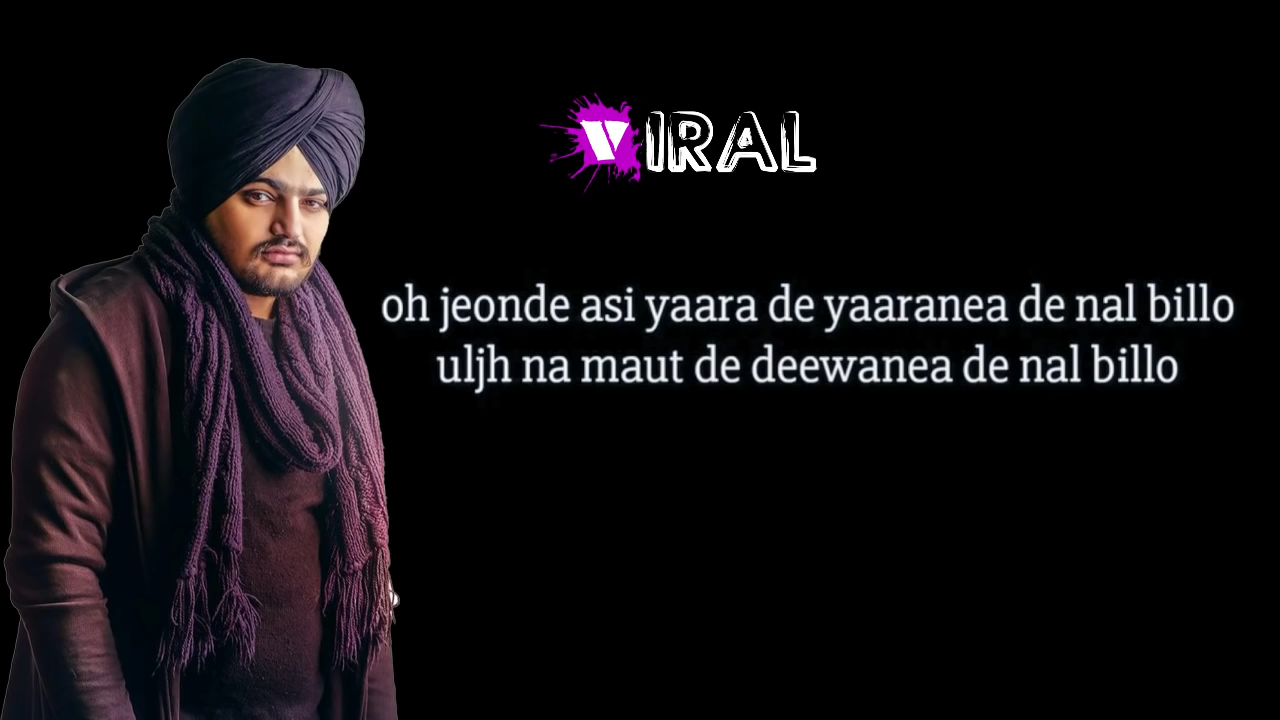 VIRAL
oh jeonde asi yaara de yaaranea de nal billo
uljh na maut de deewanea de nal billo